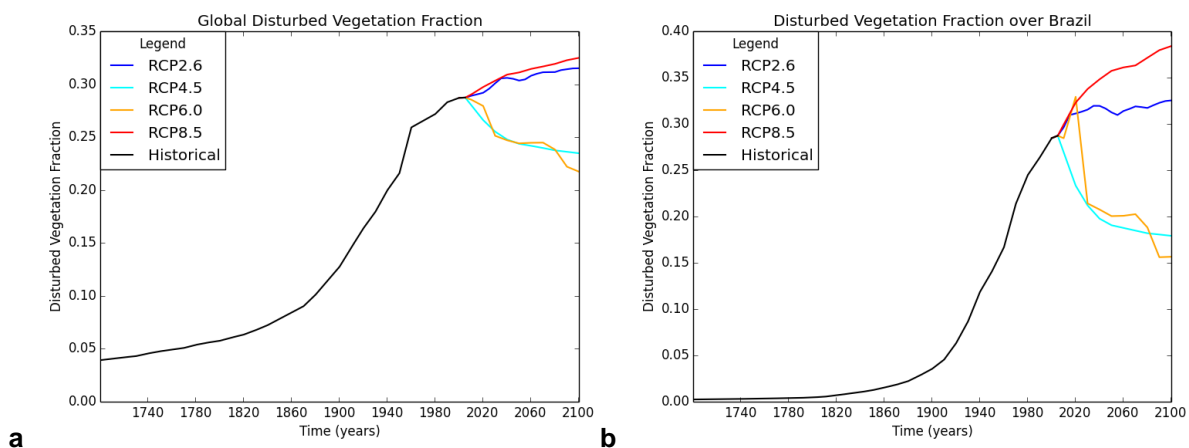 Global Disturbed Vegetation Fraction
0.35
0.30
0.25
0.20
0.15
0.10
0.05
0.00
Disturbed Vegetation Fraction
Legend
RCP2.6
RCP4.5
RCP6.0
RCP8.5
Historical
1740 1780 1820 1860 1900 1940 1980 2020 2060 2100
Time (years)
a
Disturbed Vegetation Fraction over Brazil
0.40
0.35
0.30
0.25
0.20
0.15
0.10
0.05
0.00
Disturbed Vegetation Fraction
Legend
RCP2.6
RCP4.5
RCP6.0
RCP8.5
Historical
1740 1780 1820 1860 1900 1940 1980 2020 2060 2100
Time (years)
b